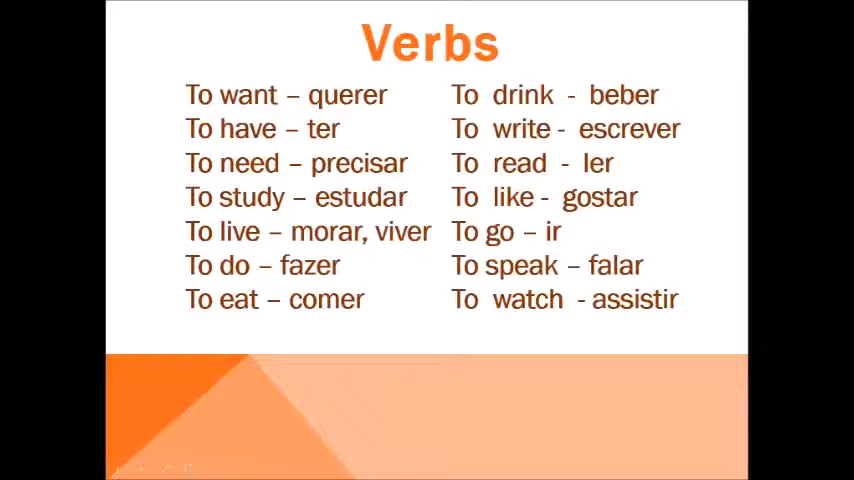 Verbs
To want – querer
To have – ter
To need – precisar
To study – estudar
To live – morar, viver
To do – fazer
To eat – comer
To drink - beber
To write - escrever
To read - ler
To like - gostar
To go – ir
To speak – falar
To watch - assistir